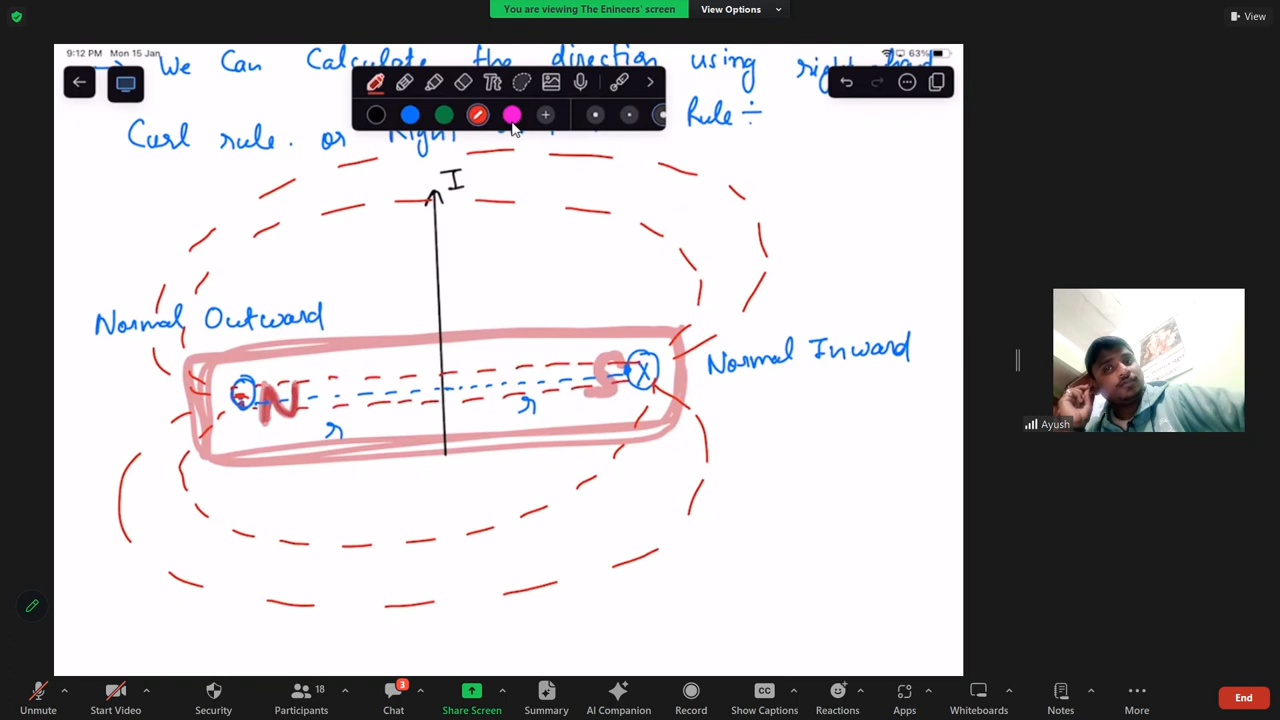 You are viewing The Enineers' screen
View Options
View
9:12 PM Mon 15 Jan
63%
We Can Calculate the direction using right hand
Curl rule. or Right Rule ÷
Tt
I
Normal Outward
Normal Inward
N
S
X
r
r
Ayush
Unmute
Start Video
Security
18
Participants
3
Chat
Share Screen
Summary
AI Companion
Record
CC
Show Captions
Reactions
Apps
Whiteboards
Notes
More
End